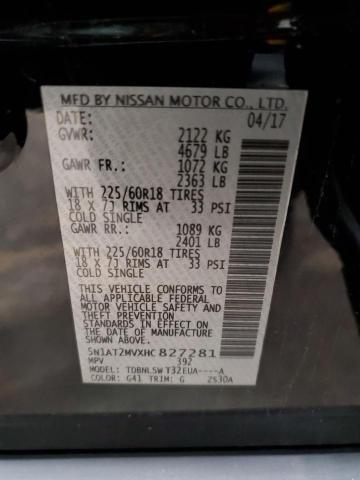 MFD BY NISSAN MOTOR CO., LTD.
DATE: 04/17
GVWR: 2122 KG
4679 LB
GAWR FR.: 1072 KG
2363 LB
WITH 225/60R18 TIRES
18 X 7J RIMS AT 33 PSI
COLD SINGLE
GAWR RR.: 1089 KG
2401 LB
WITH 225/60R18 TIRES
18 X 7J RIMS AT 33 PSI
COLD SINGLE
THIS VEHICLE CONFORMS TO ALL
APPLICABLE FEDERAL
MOTOR VEHICLE SAFETY AND
THEFT PREVENTION STANDARDS
IN EFFECT ON THE DATE OF
MANUFACTURE SHOWN ABOVE.
5N1AT2MVXHC827281
MPV 392
MODEL: TDBNLSWT32EUA----A
COLOR: G41 TRIM: G 2S30A